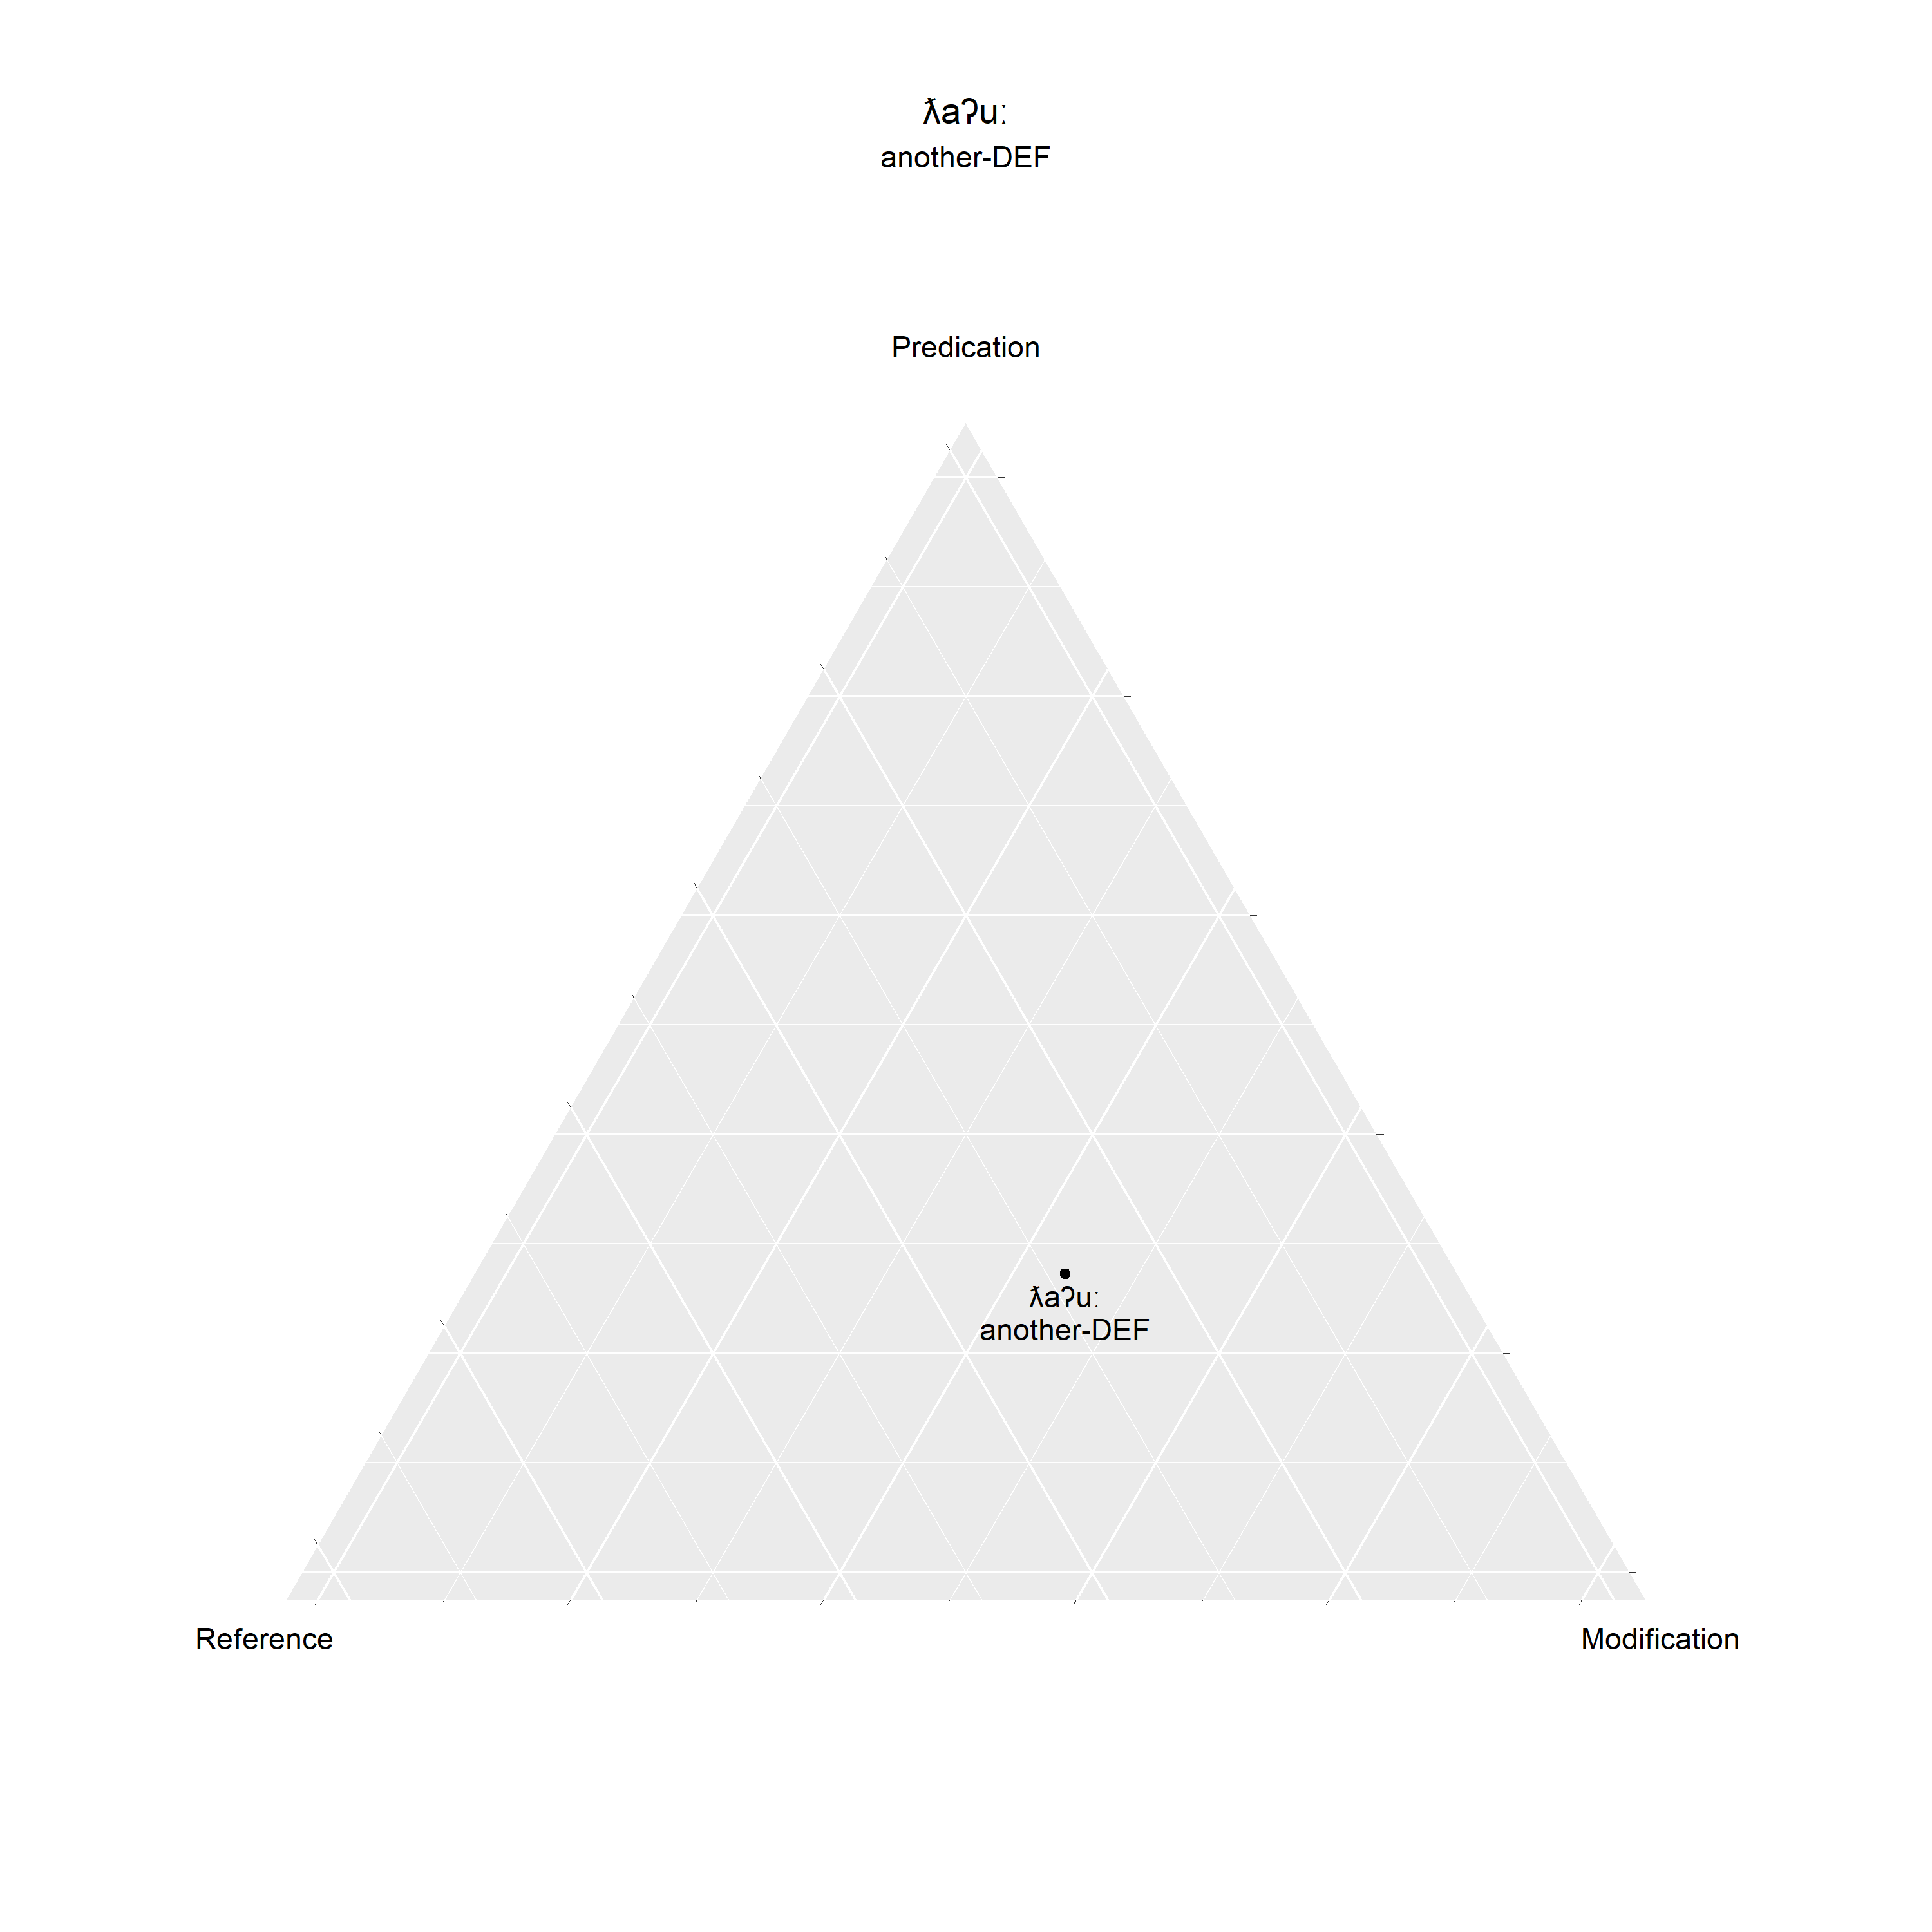 ƛaʔuː
another-DEF
Predication
ƛaʔuː
another-DEF
Reference
Modification